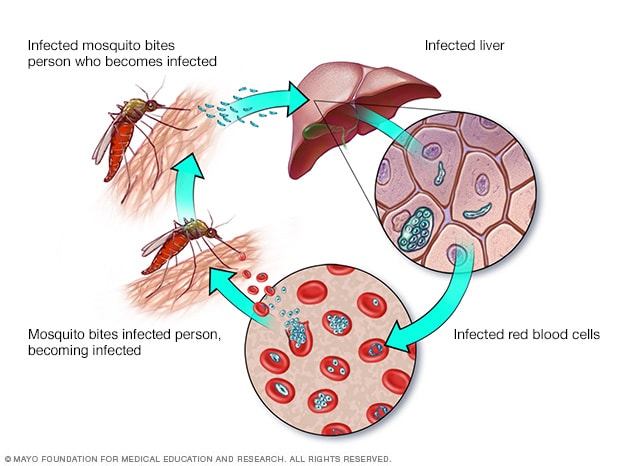 Infected mosquito bites
person who becomes infected
Infected liver
Mosquito bites infected person,
becoming infected
Infected red blood cells
© MAYO FOUNDATION FOR MEDICAL EDUCATION AND RESEARCH. ALL RIGHTS RESERVED.